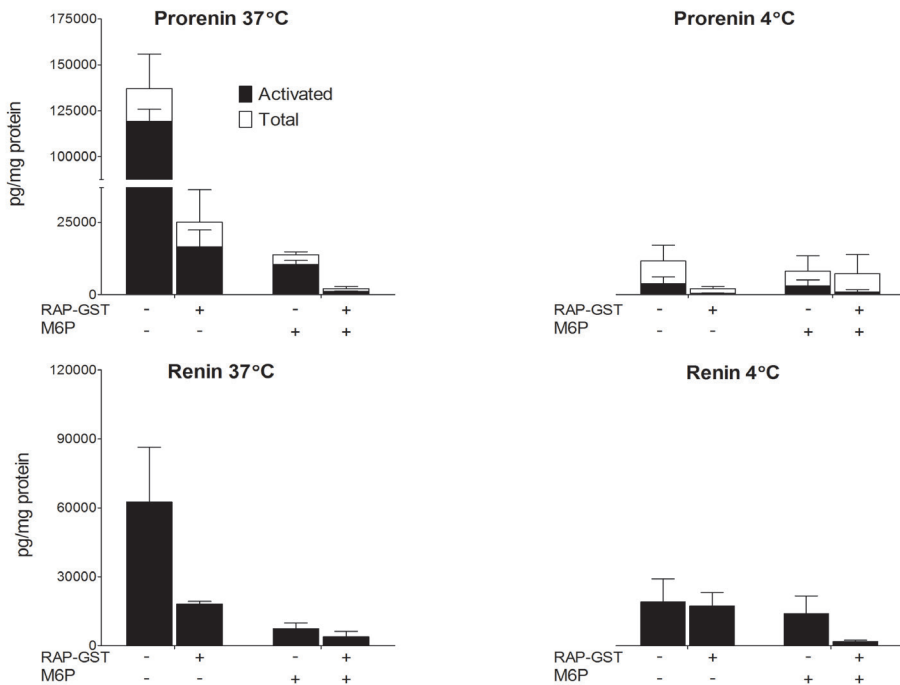 Prorenin 37°C
Prorenin 4°C
175000
150000
125000
100000
25000
0
pg/mg protein
Activated
Total
RAP-GST - + - +
M6P - - + +
RAP-GST - + - +
M6P - - + +
Renin 37°C
Renin 4°C
120000
90000
60000
30000
0
pg/mg protein
RAP-GST - + - +
M6P - - + +
RAP-GST - + - +
M6P - - + +